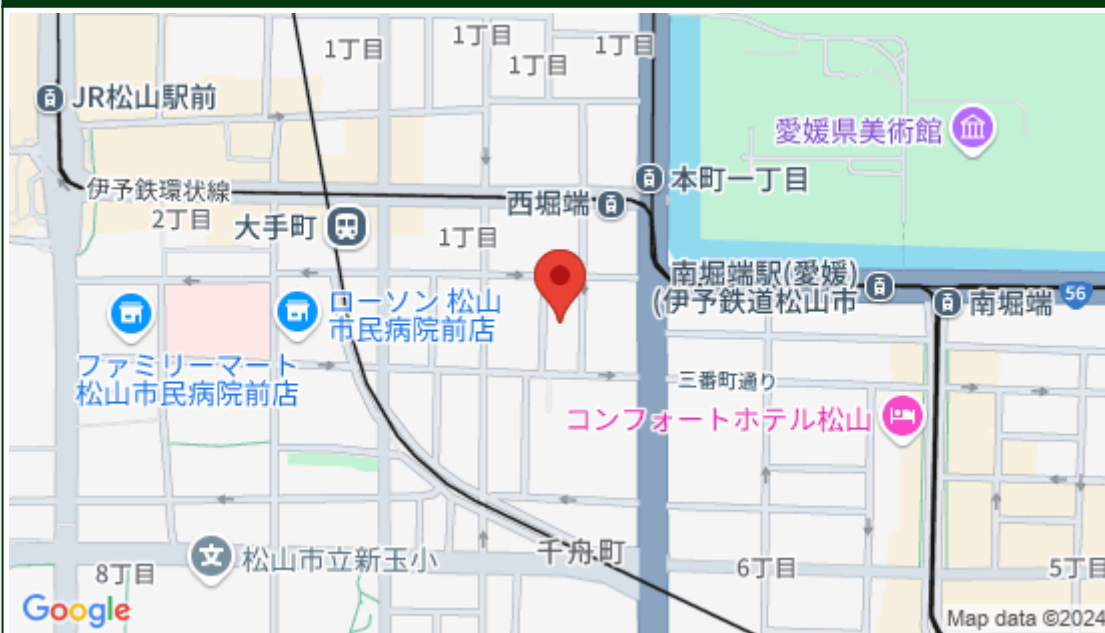 1丁目
1丁目
1丁目
1丁目
JR松山駅前
愛媛県美術館
本町一丁目
伊予鉄環状線
西堀端
2丁目
大手町
1丁目
南堀端駅(愛媛)
(伊予鉄道松山市
南堀端
56
ローソン 松山
市民病院前店
ファミリーマート
松山市民病院前店
三番町通り
コンフォートホテル松山
千舟町
松山市立新玉小
文
8丁目
6丁目
5丁目
Google
Map data ©2024